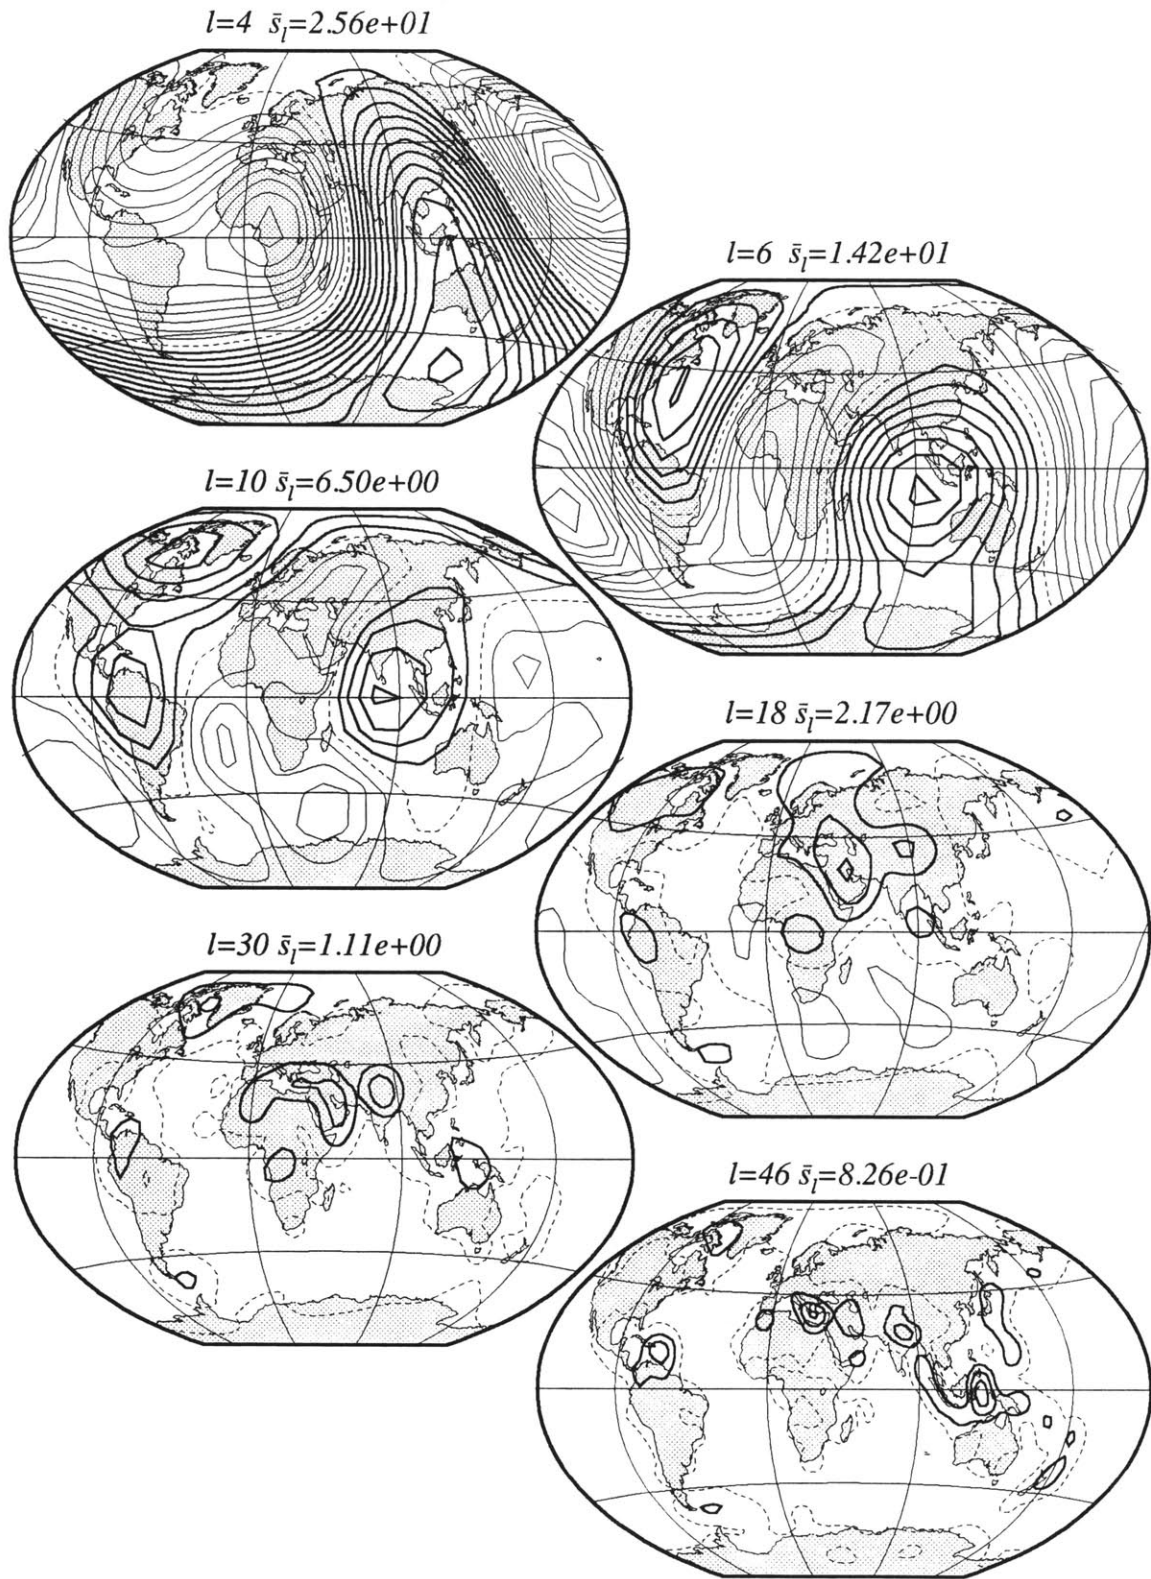 l=4 s̄ₗ=2.56e+01
l=6 s̄ₗ=1.42e+01
l=10 s̄ₗ=6.50e+00
l=18 s̄ₗ=2.17e+00
l=30 s̄ₗ=1.11e+00
l=46 s̄ₗ=8.26e-01